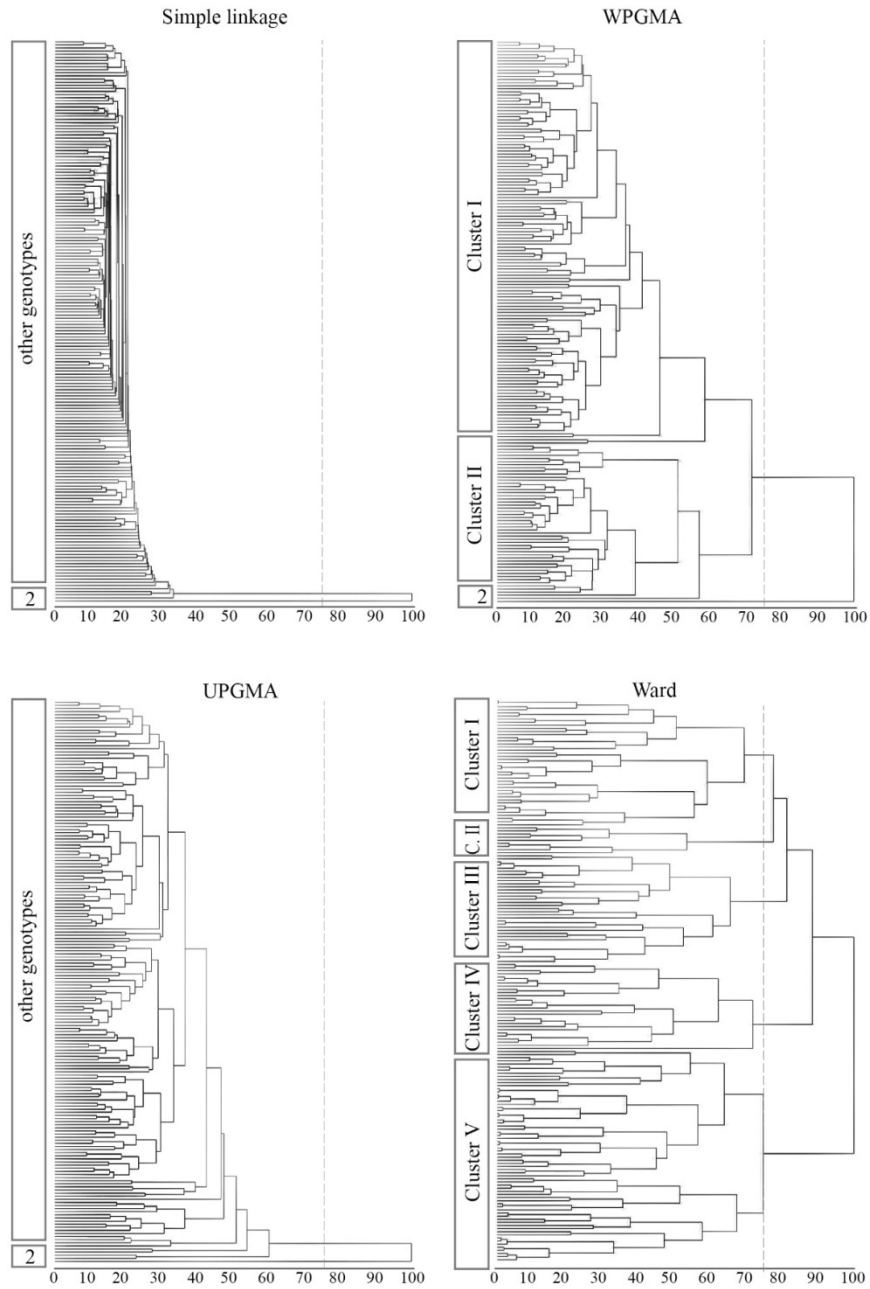 Simple linkage
other genotypes
2
0 10 20 30 40 50 60 70 80 90 100
WPGMA
Cluster I
Cluster II
2
0 10 20 30 40 50 60 70 80 90 100
UPGMA
other genotypes
2
0 10 20 30 40 50 60 70 80 90 100
Ward
Cluster I
C. II
Cluster III
Cluster IV
Cluster V
0 10 20 30 40 50 60 70 80 90 100